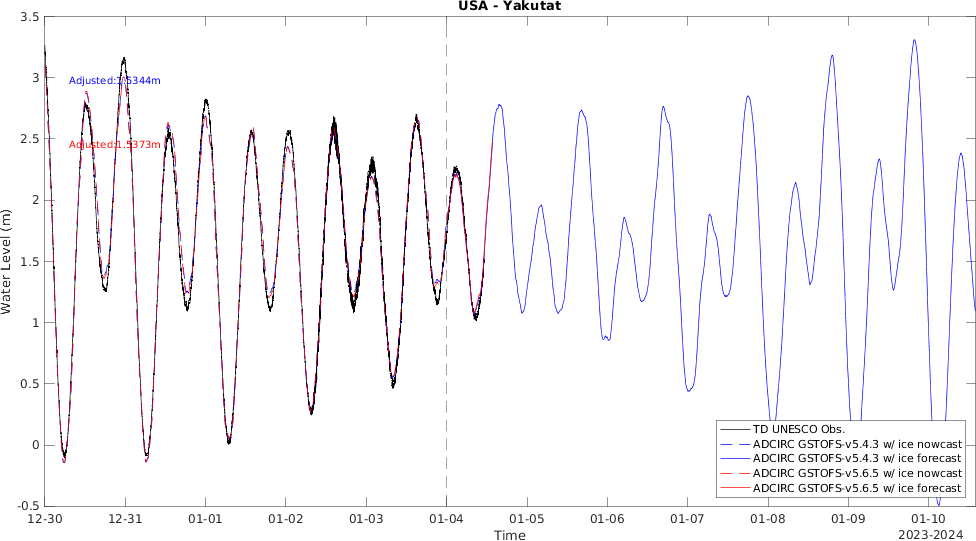 USA - Yakutat
3.5
3
2.5
2
1.5
1
0.5
0
-0.5
Water Level (m)
Adjusted:1.5344m
Adjusted:1.5373m
TD UNESCO Obs.
ADCIRC GSTOFS-v5.4.3 w/ ice nowcast
ADCIRC GSTOFS-v5.4.3 w/ ice forecast
ADCIRC GSTOFS-v5.6.5 w/ ice nowcast
ADCIRC GSTOFS-v5.6.5 w/ ice forecast
12-30 12-31 01-01 01-02 01-03 01-04 01-05 01-06 01-07 01-08 01-09 01-10
Time
2023-2024